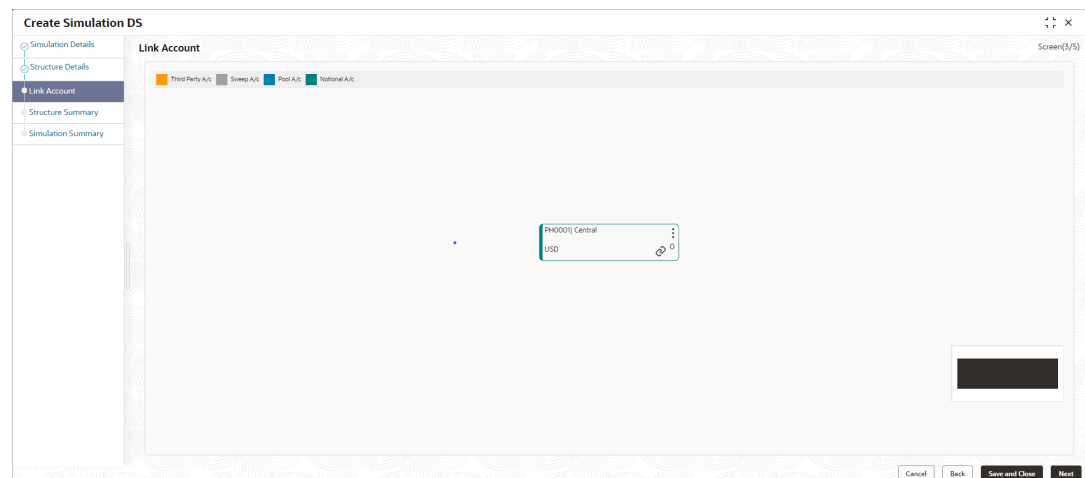 Create Simulation DS
Simulation Details
Structure Details
Link Account
Structure Summary
Simulation Summary
Link Account
Screen(3/5)
Third Party A/c Sweep A/c Pool A/c Notional A/c
PH0001| Central
USD
0
Cancel Back Save and Close Next